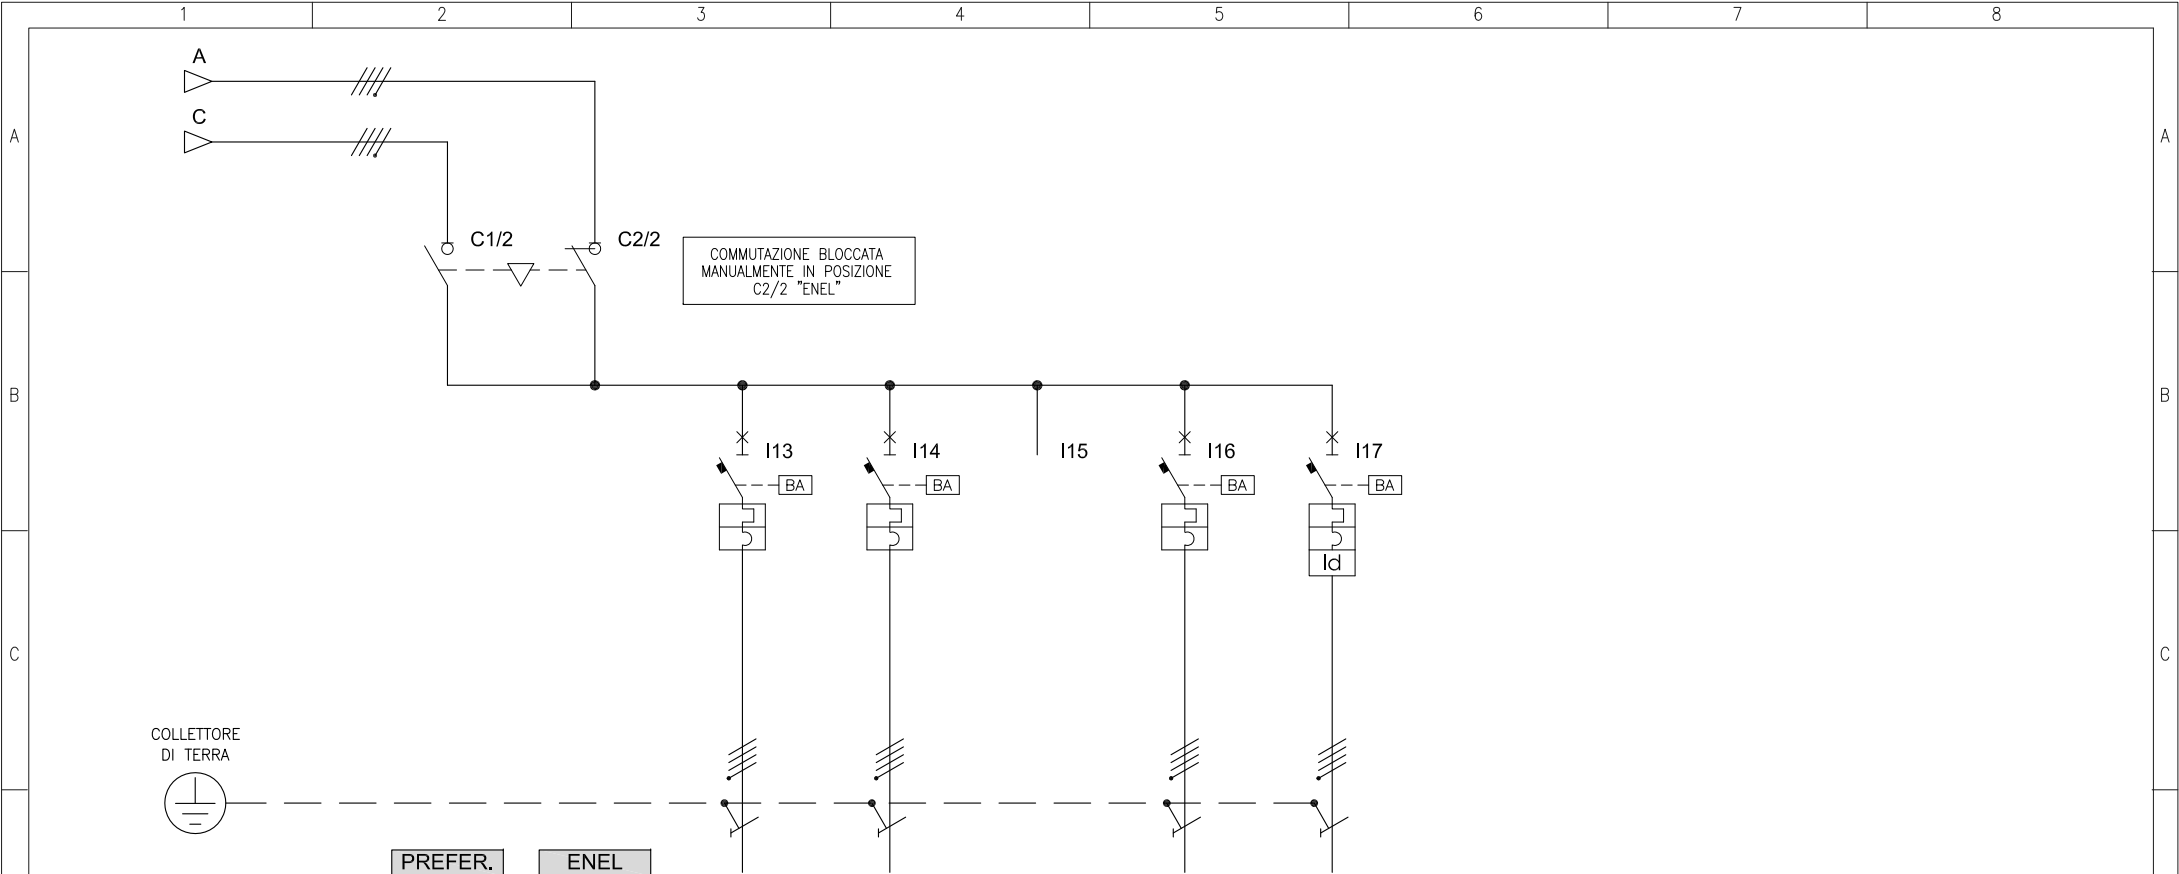 1 2 3 4 5 6 7 8
A
C
A A
C1/2 C2/2
COMMUTAZIONE BLOCCATA
MANUALMENTE IN POSIZIONE
C2/2 "ENEL"
B B
I13 I14 I15 I16 I17
BA BA BA BA
Id
C C
COLLETTORE
DI TERRA
PREFER. ENEL